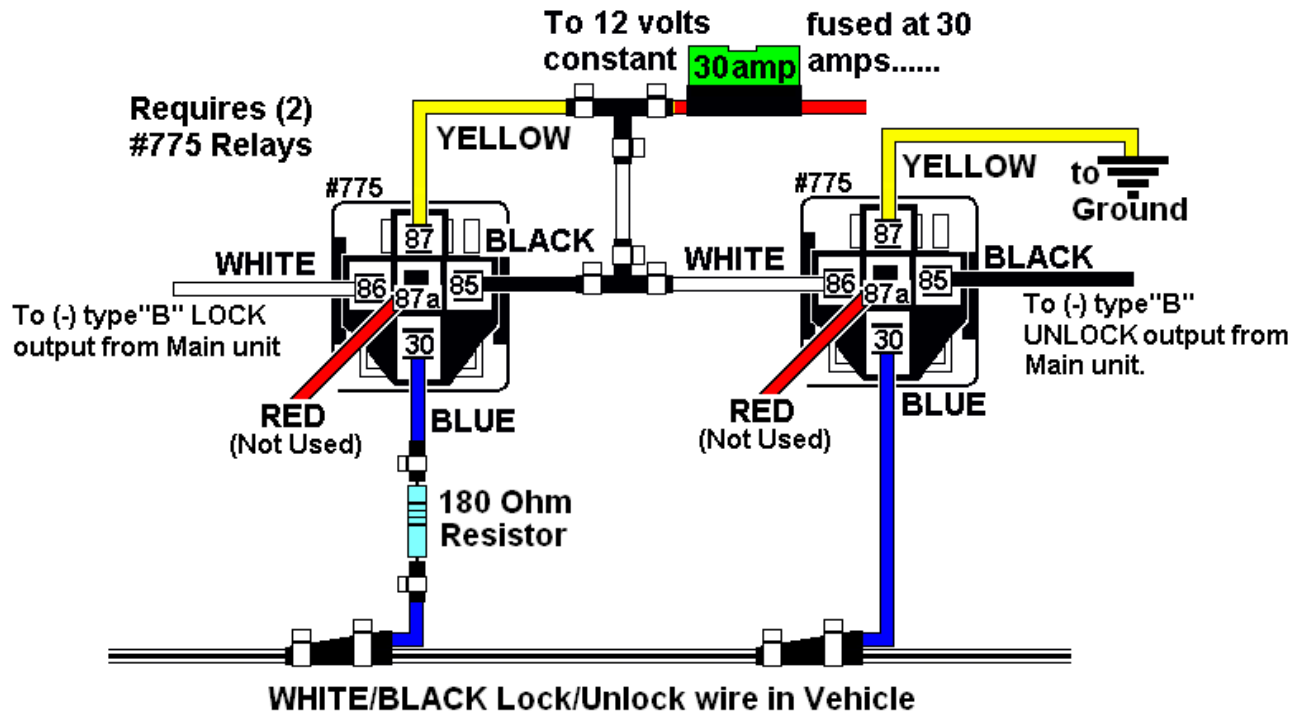 To 12 volts
constant
fused at 30
amps......
30amp
Requires (2)
#775 Relays
YELLOW
#775
87
BLACK
WHITE
86
87a
85
30
To (-) type"B" LOCK
output from Main unit
RED
(Not Used)
BLUE
180 Ohm
Resistor
YELLOW
to
Ground
#775
87
BLACK
WHITE
86
87a
85
30
To (-) type"B"
UNLOCK output from
Main unit.
RED
(Not Used)
BLUE
WHITE/BLACK Lock/Unlock wire in Vehicle